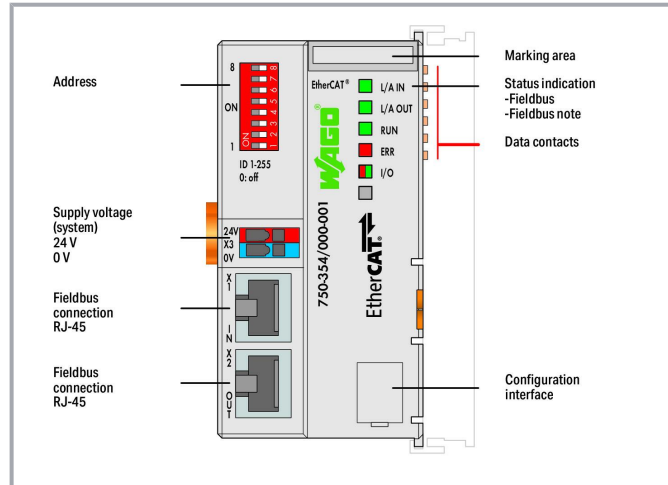 Marking area
Address
8
ON
1
8
7
6
5
4
3
2
1
ON
ID 1-255
0: off
EtherCAT®
L/A IN
L/A OUT
RUN
ERR
I/O
Status indication
-Fieldbus
-Fieldbus note
Data contacts
WAGO
750-354/000-001
EtherCAT®
Supply voltage
(system)
24 V
0 V
24V
X3
0V
Fieldbus
connection
RJ-45
X1
IN
Fieldbus
connection
RJ-45
X2
OUT
Configuration
interface